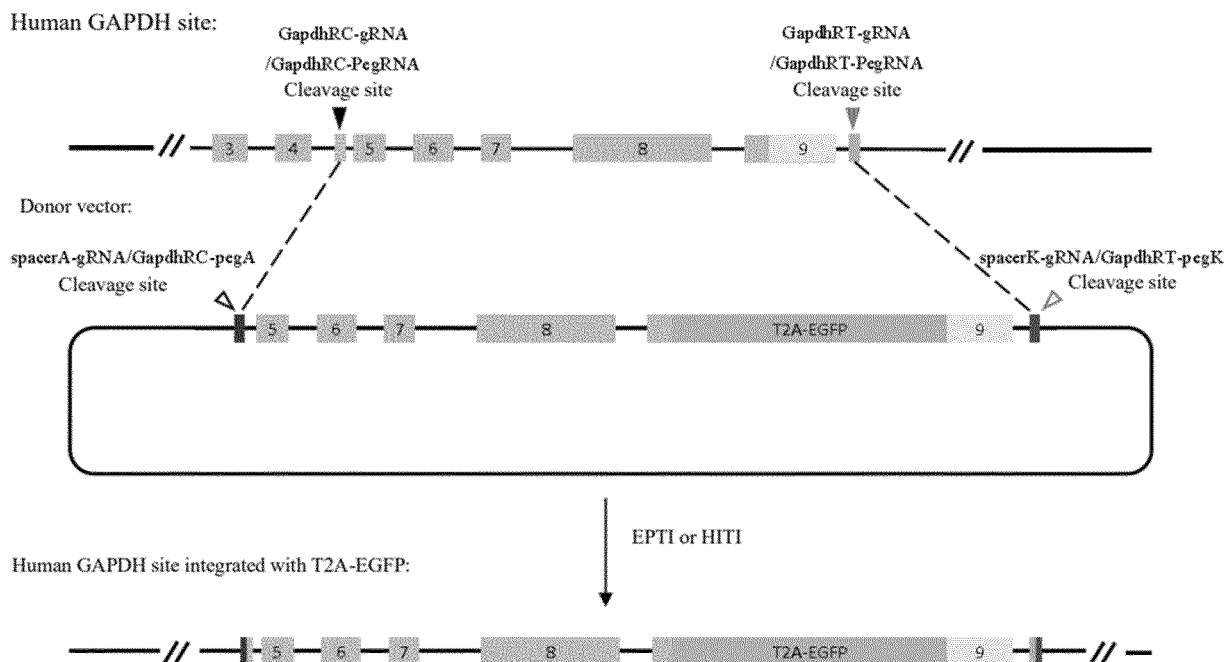 Human GAPDH site:
GapdhRC-gRNA
/GapdhRC-PegRNA
Cleavage site
GapdhRT-gRNA
/GapdhRT-PegRNA
Cleavage site
3 4 5 6 7 8 9
Donor vector:
spacerA-gRNA/GapdhRC-pegA
Cleavage site
spacerK-gRNA/GapdhRT-pegK
Cleavage site
5 6 7 8 T2A-EGFP 9
EPTI or HITI
Human GAPDH site integrated with T2A-EGFP:
5 6 7 8 T2A-EGFP 9